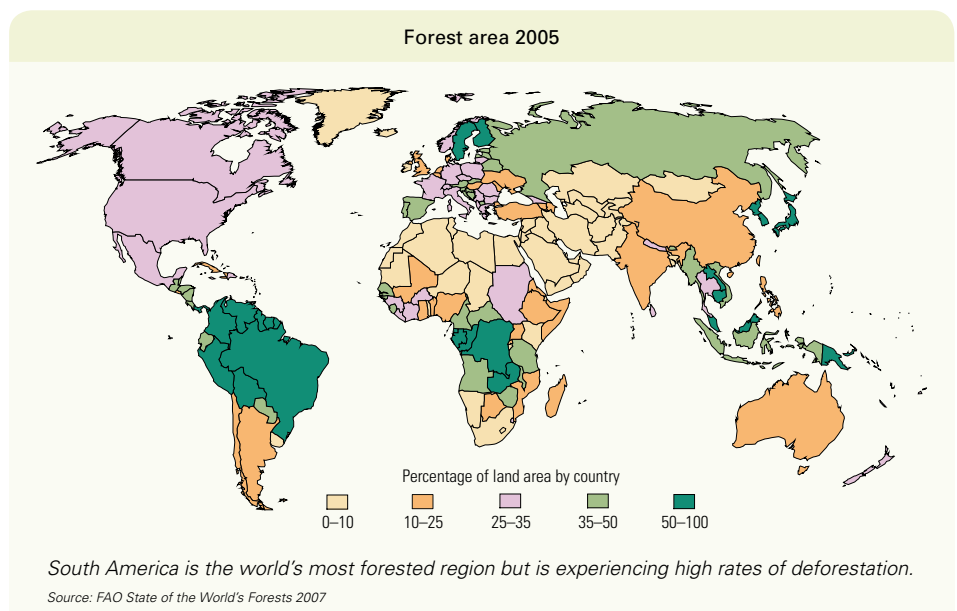 Forest area 2005
Percentage of land area by country
0–10 10–25 25–35 35–50 50–100
South America is the world's most forested region but is experiencing high rates of deforestation.
Source: FAO State of the World's Forests 2007